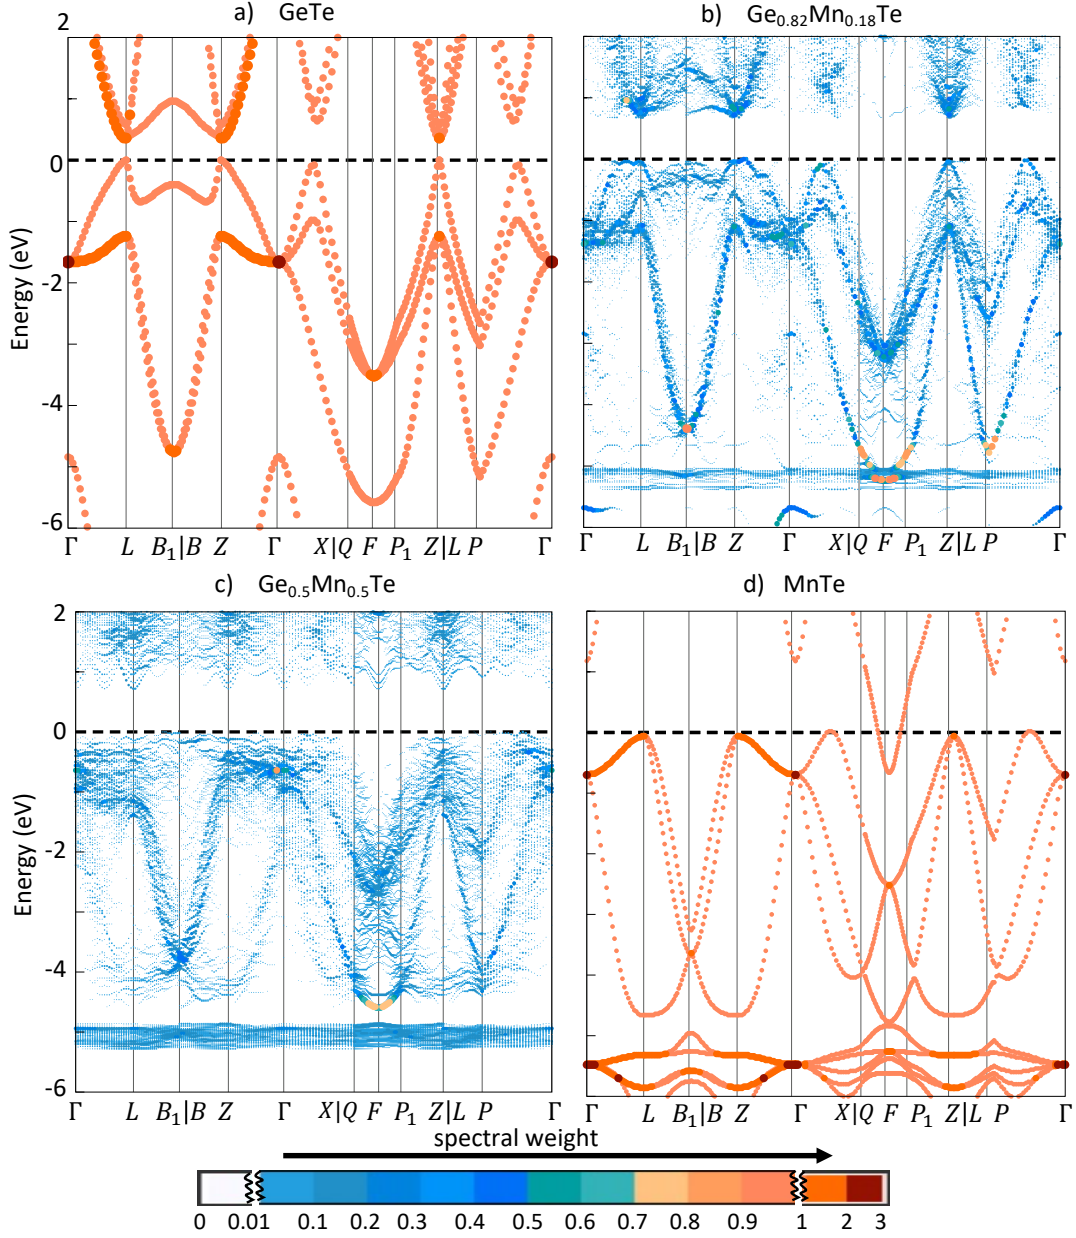 a) GeTe
b) Ge0.82Mn0.18Te
2
0
-2
-4
-6
Energy (eV)
Γ L B1|B Z Γ X|Q F P1 Z|L P Γ
Γ L B1|B Z Γ X|Q F P1 Z|L P Γ
c) Ge0.5Mn0.5Te
d) MnTe
2
0
-2
-4
-6
Energy (eV)
Γ L B1|B Z Γ X|Q F P1 Z|L P Γ
Γ L B1|B Z Γ X|Q F P1 Z|L P Γ
spectral weight
0 0.01 0.1 0.2 0.3 0.4 0.5 0.6 0.7 0.8 0.9 1 2 3